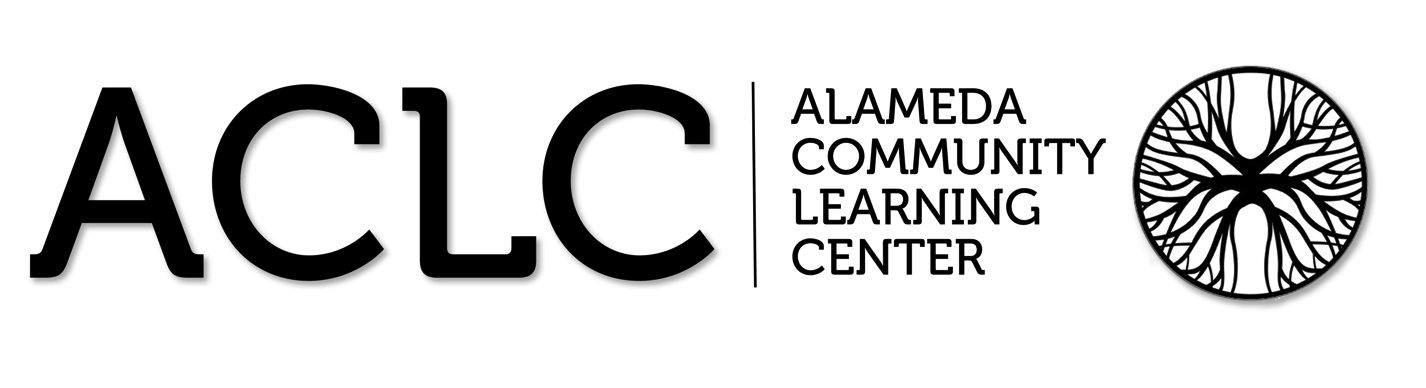 ACLC
ALAMEDA
COMMUNITY
LEARNING
CENTER